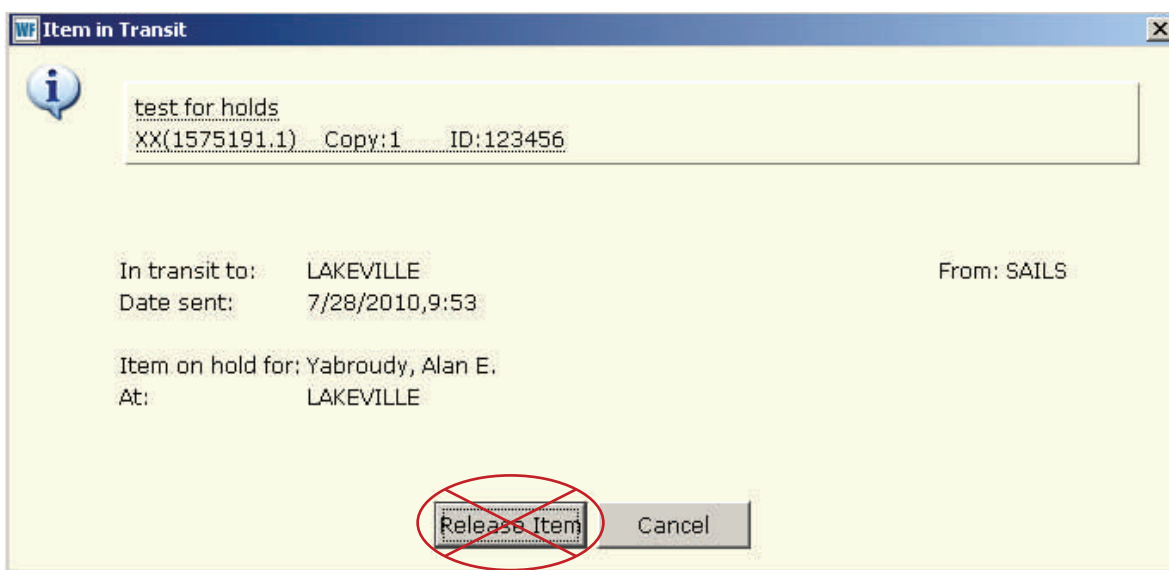 WF Item in Transit
test for holds
XX(1575191.1) Copy:1 ID:123456
In transit to: LAKEVILLE From: SAILS
Date sent: 7/28/2010,9:53
Item on hold for: Yabroudy, Alan E.
At: LAKEVILLE
Release Item Cancel